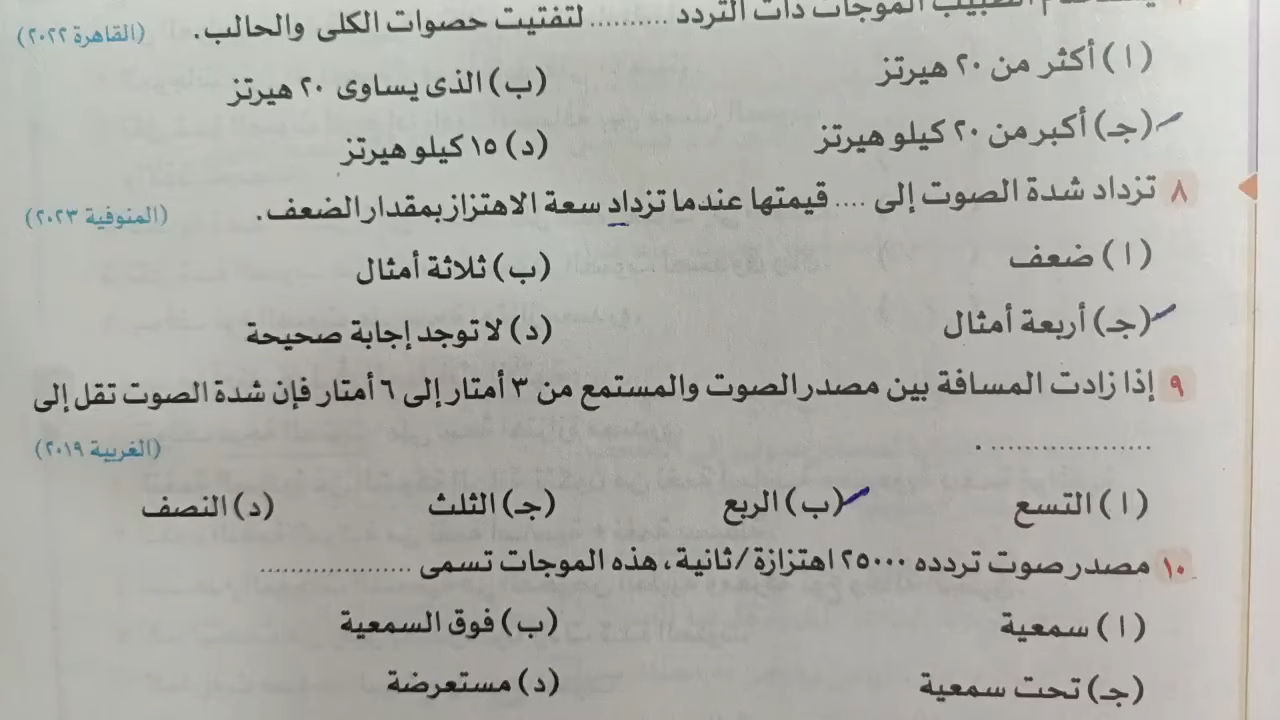 الطبيب الموجات ذات التردد .......... لتفتيت حصوات الكلى والحالب. (القاهرة ٢٠٢٢)
(أ) أكثر من ٢٠ هيرتز (ب) الذى يساوى ٢٠ هيرتز
(جـ) أكبر من ٢٠ كيلو هيرتز (د) ١٥ كيلو هيرتز
٨ تزداد شدة الصوت إلى .... قيمتها عندما تزداد سعة الاهتزاز بمقدار الضعف. (المنوفية ٢٠٢٣)
(أ) ضعف (ب) ثلاثة أمثال
(جـ) أربعة أمثال (د) لا توجد إجابة صحيحة
٩ إذا زادت المسافة بين مصدر الصوت والمستمع من ٣ أمتار إلى ٦ أمتار فإن شدة الصوت تقل إلى
.................... . (الغربية ٢٠١٩)
(أ) التسع (ب) الربع (جـ) الثلث (د) النصف
١٠ مصدر صوت تردده ٢٥٠٠٠ اهتزازة/ثانية، هذه الموجات تسمى ....................
(أ) سمعية (ب) فوق السمعية
(جـ) تحت سمعية (د) مستعرضة